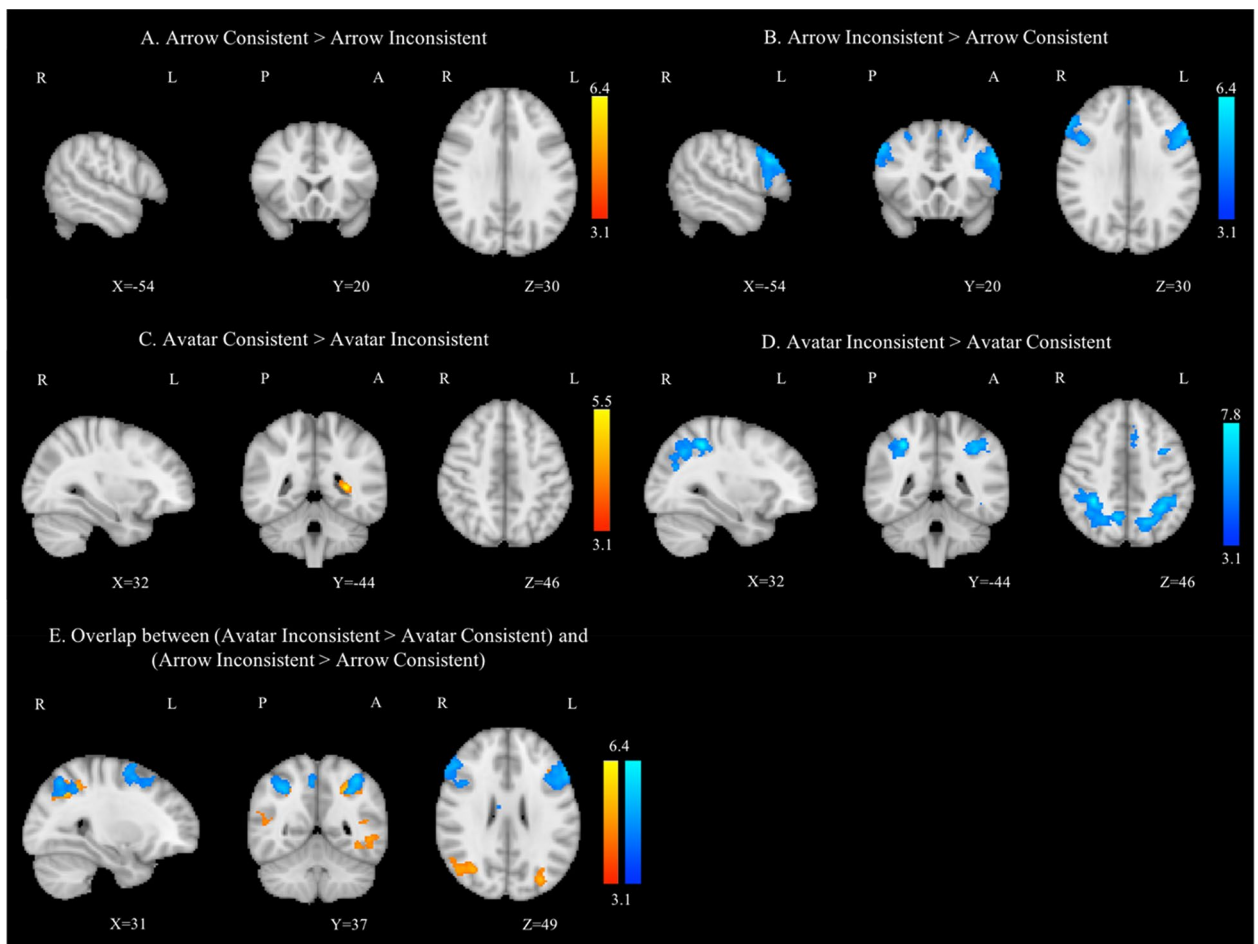 A. Arrow Consistent > Arrow Inconsistent
R L P A R L
6.4
3.1
X=-54 Y=20 Z=30
B. Arrow Inconsistent > Arrow Consistent
R L P A R L
6.4
3.1
X=-54 Y=20 Z=30
C. Avatar Consistent > Avatar Inconsistent
R L P A R L
5.5
3.1
X=32 Y=-44 Z=46
D. Avatar Inconsistent > Avatar Consistent
R L P A R L
7.8
3.1
X=32 Y=-44 Z=46
E. Overlap between (Avatar Inconsistent > Avatar Consistent) and
(Arrow Inconsistent > Arrow Consistent)
R L P A R L
6.4
3.1
X=31 Y=37 Z=49